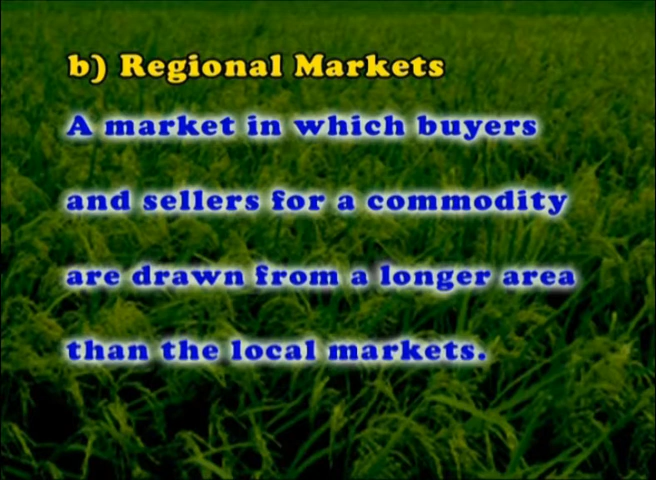 b) Regional Markets
A market in which buyers
and sellers for a commodity
are drawn from a longer area
than the local markets.